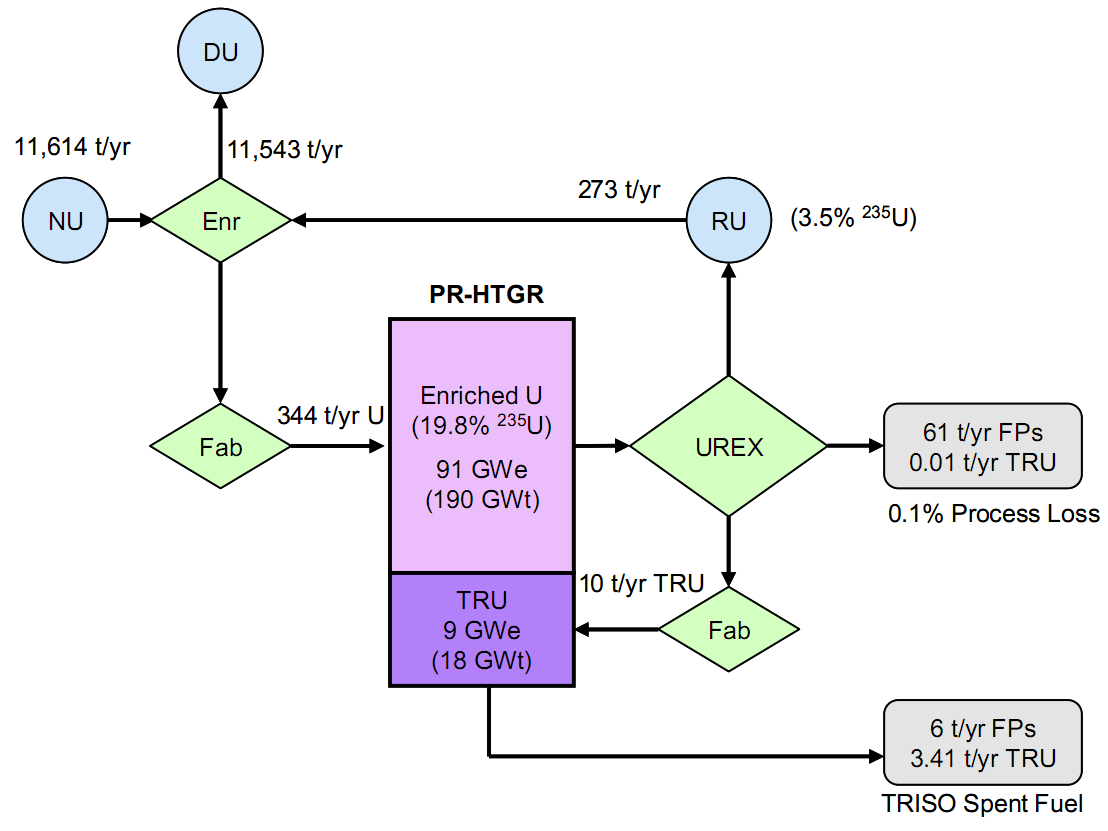 DU
11,614 t/yr
11,543 t/yr
NU
Enr
273 t/yr
RU
(3.5% ²³⁵U)
PR-HTGR
Enriched U
(19.8% ²³⁵U)
91 GWe
(190 GWt)
344 t/yr U
Fab
UREX
61 t/yr FPs
0.01 t/yr TRU
0.1% Process Loss
TRU
9 GWe
(18 GWt)
10 t/yr TRU
Fab
6 t/yr FPs
3.41 t/yr TRU
TRISO Spent Fuel